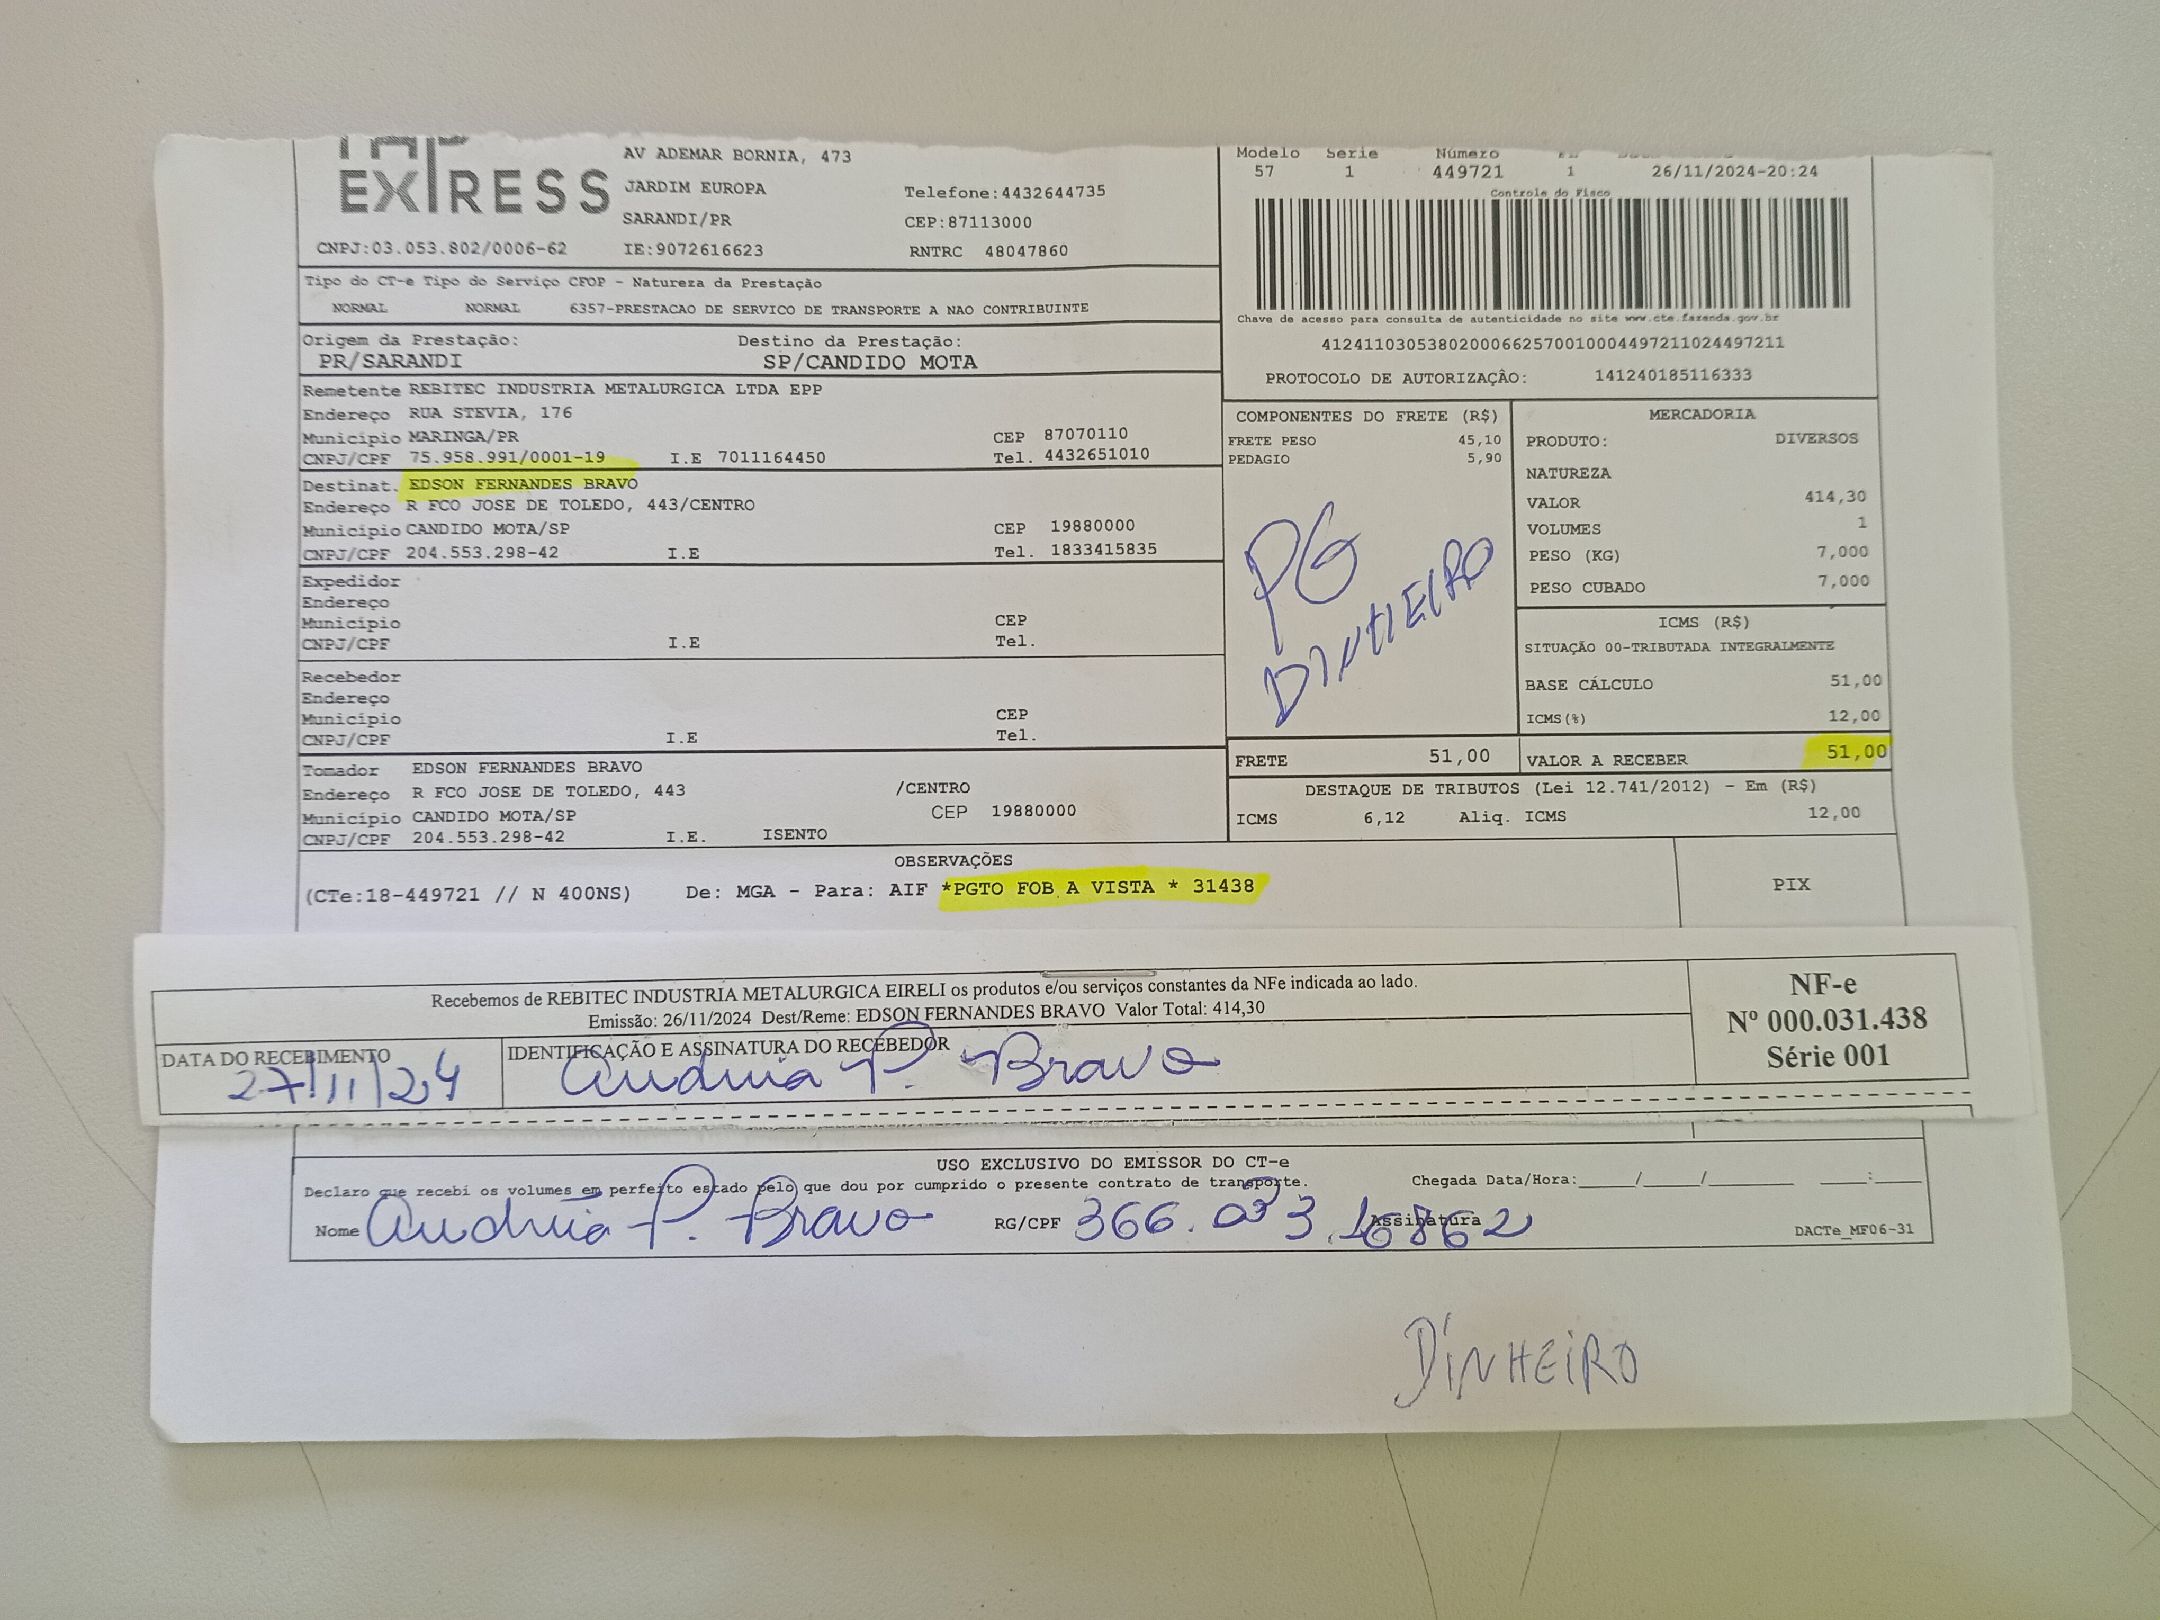 EXPRESS
AV ADEMAR BORNIA, 473
JARDIM EUROPA
Telefone:4432644735
SARANDI/PR
CEP:87113000
CNPJ:03.053.802/0006-62
IE:9072616623
RNTRC 48047860
Modelo Serie Número
57 1 449721 1 26/11/2024-20:24
Controle do Fisco
Chave de acesso para consulta de autenticidade no site www.cte.fazenda.gov.br
41241103053802000662570010004497211024497211
PROTOCOLO DE AUTORIZAÇÂO: 141240185116333
Tipo do CT-e Tipo do Serviço CFOP - Natureza da Prestação
NORMAL NORMAL 6357-PRESTACAO DE SERVICO DE TRANSPORTE A NAO CONTRIBUINTE
Origem da Prestação: Destino da Prestação:
PR/SARANDI SP/CANDIDO MOTA
Remetente REBITEC INDUSTRIA METALURGICA LTDA EPP
Endereço RUA STEVIA, 176
Município MARINGA/PR CEP 87070110
CNPJ/CPF 75.958.991/0001-19 I.E 7011164450 Tel. 4432651010
Destinat. EDSON FERNANDES BRAVO
Endereço R FCO JOSE DE TOLEDO, 443/CENTRO
Município CANDIDO MOTA/SP CEP 19880000
CNPJ/CPF 204.553.298-42 I.E Tel. 1833415835
Expedidor
Endereço
Município CEP
CNPJ/CPF I.E Tel.
Recebedor
Endereço
Município CEP
CNPJ/CPF I.E Tel.
Tomador EDSON FERNANDES BRAVO
Endereço R FCO JOSE DE TOLEDO, 443 /CENTRO
Município CANDIDO MOTA/SP CEP 19880000
CNPJ/CPF 204.553.298-42 I.E. ISENTO
COMPONENTES DO FRETE (R$)
FRETE PESO 45,10
PEDAGIO 5,90
PG
DINHEIRO
MERCADORIA
PRODUTO: DIVERSOS
NATUREZA
VALOR 414,30
VOLUMES 1
PESO (KG) 7,000
PESO CUBADO 7,000
ICMS (R$)
SITUAÇÃO 00-TRIBUTADA INTEGRALMENTE
BASE CÁLCULO 51,00
ICMS(%) 12,00
FRETE 51,00 VALOR A RECEBER 51,00
DESTAQUE DE TRIBUTOS (Lei 12.741/2012) - Em (R$)
ICMS 6,12 Aliq. ICMS 12,00
OBSERVAÇÕES
(CTe:18-449721 // N 400NS) De: MGA - Para: AIF *PGTO FOB A VISTA * 31438
PIX
Recebemos de REBITEC INDUSTRIA METALURGICA EIRELI os produtos e/ou serviços constantes da NFe indicada ao lado.
Emissão: 26/11/2024 Dest/Reme: EDSON FERNANDES BRAVO Valor Total: 414,30
DATA DO RECEBIMENTO IDENTIFICAÇÃO E ASSINATURA DO RECEBEDOR
27/11/24 P. Bravo
NF-e
Nº 000.031.438
Série 001
USO EXCLUSIVO DO EMISSOR DO CT-e
Declaro que recebi os volumes em perfeito estado pelo que dou por cumprido o presente contrato de transporte. Chegada Data/Hora:____/____/______ ____:____
Nome P. Bravo RG/CPF 366.033.16862 Assinatura
DACTe_MF06-31
DINHEIRO